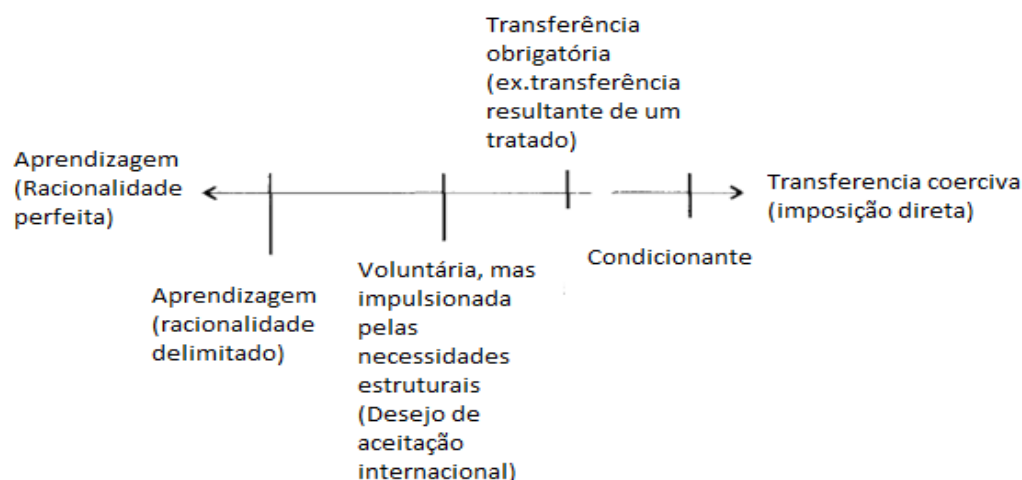 Transferência
obrigatória
(ex.transferência
resultante de um
tratado)
Aprendizagem
(Racionalidade
perfeita)
Transferencia coerciva
(imposição direta)
Aprendizagem
(racionalidade
delimitado)
Voluntária, mas
impulsionada
pelas
necessidades
estruturais
(Desejo de
aceitação
internacional)
Condicionante